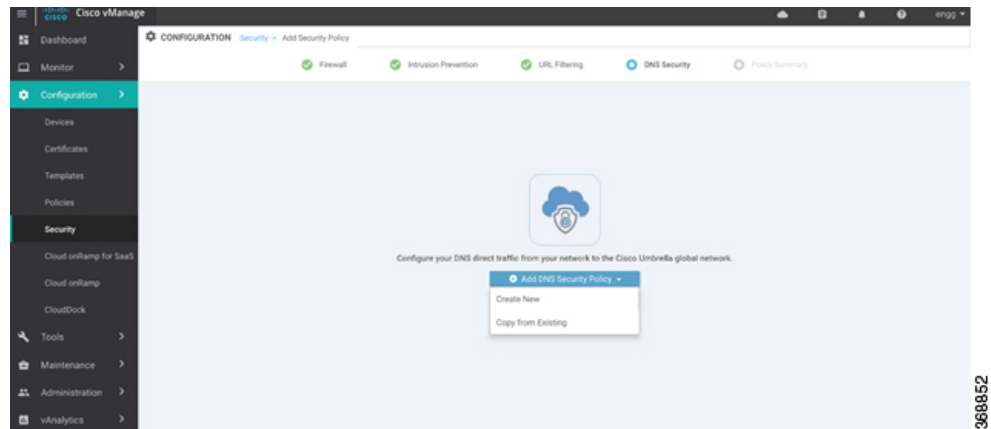 CISCO Cisco vManage
engg
Dashboard
CONFIGURATION Security Add Security Policy
Monitor
Firewall
Intrusion Prevention
URL Filtering
DNS Security
Policy Summary
Configuration
Devices
Certificates
Templates
Policies
Security
Cloud onRamp for SaaS
Cloud onRamp
CloudDock
Tools
Maintenance
Administration
vAnalytics
Configure your DNS direct traffic from your network to the Cisco Umbrella global network.
Add DNS Security Policy
Create New
Copy from Existing
368852